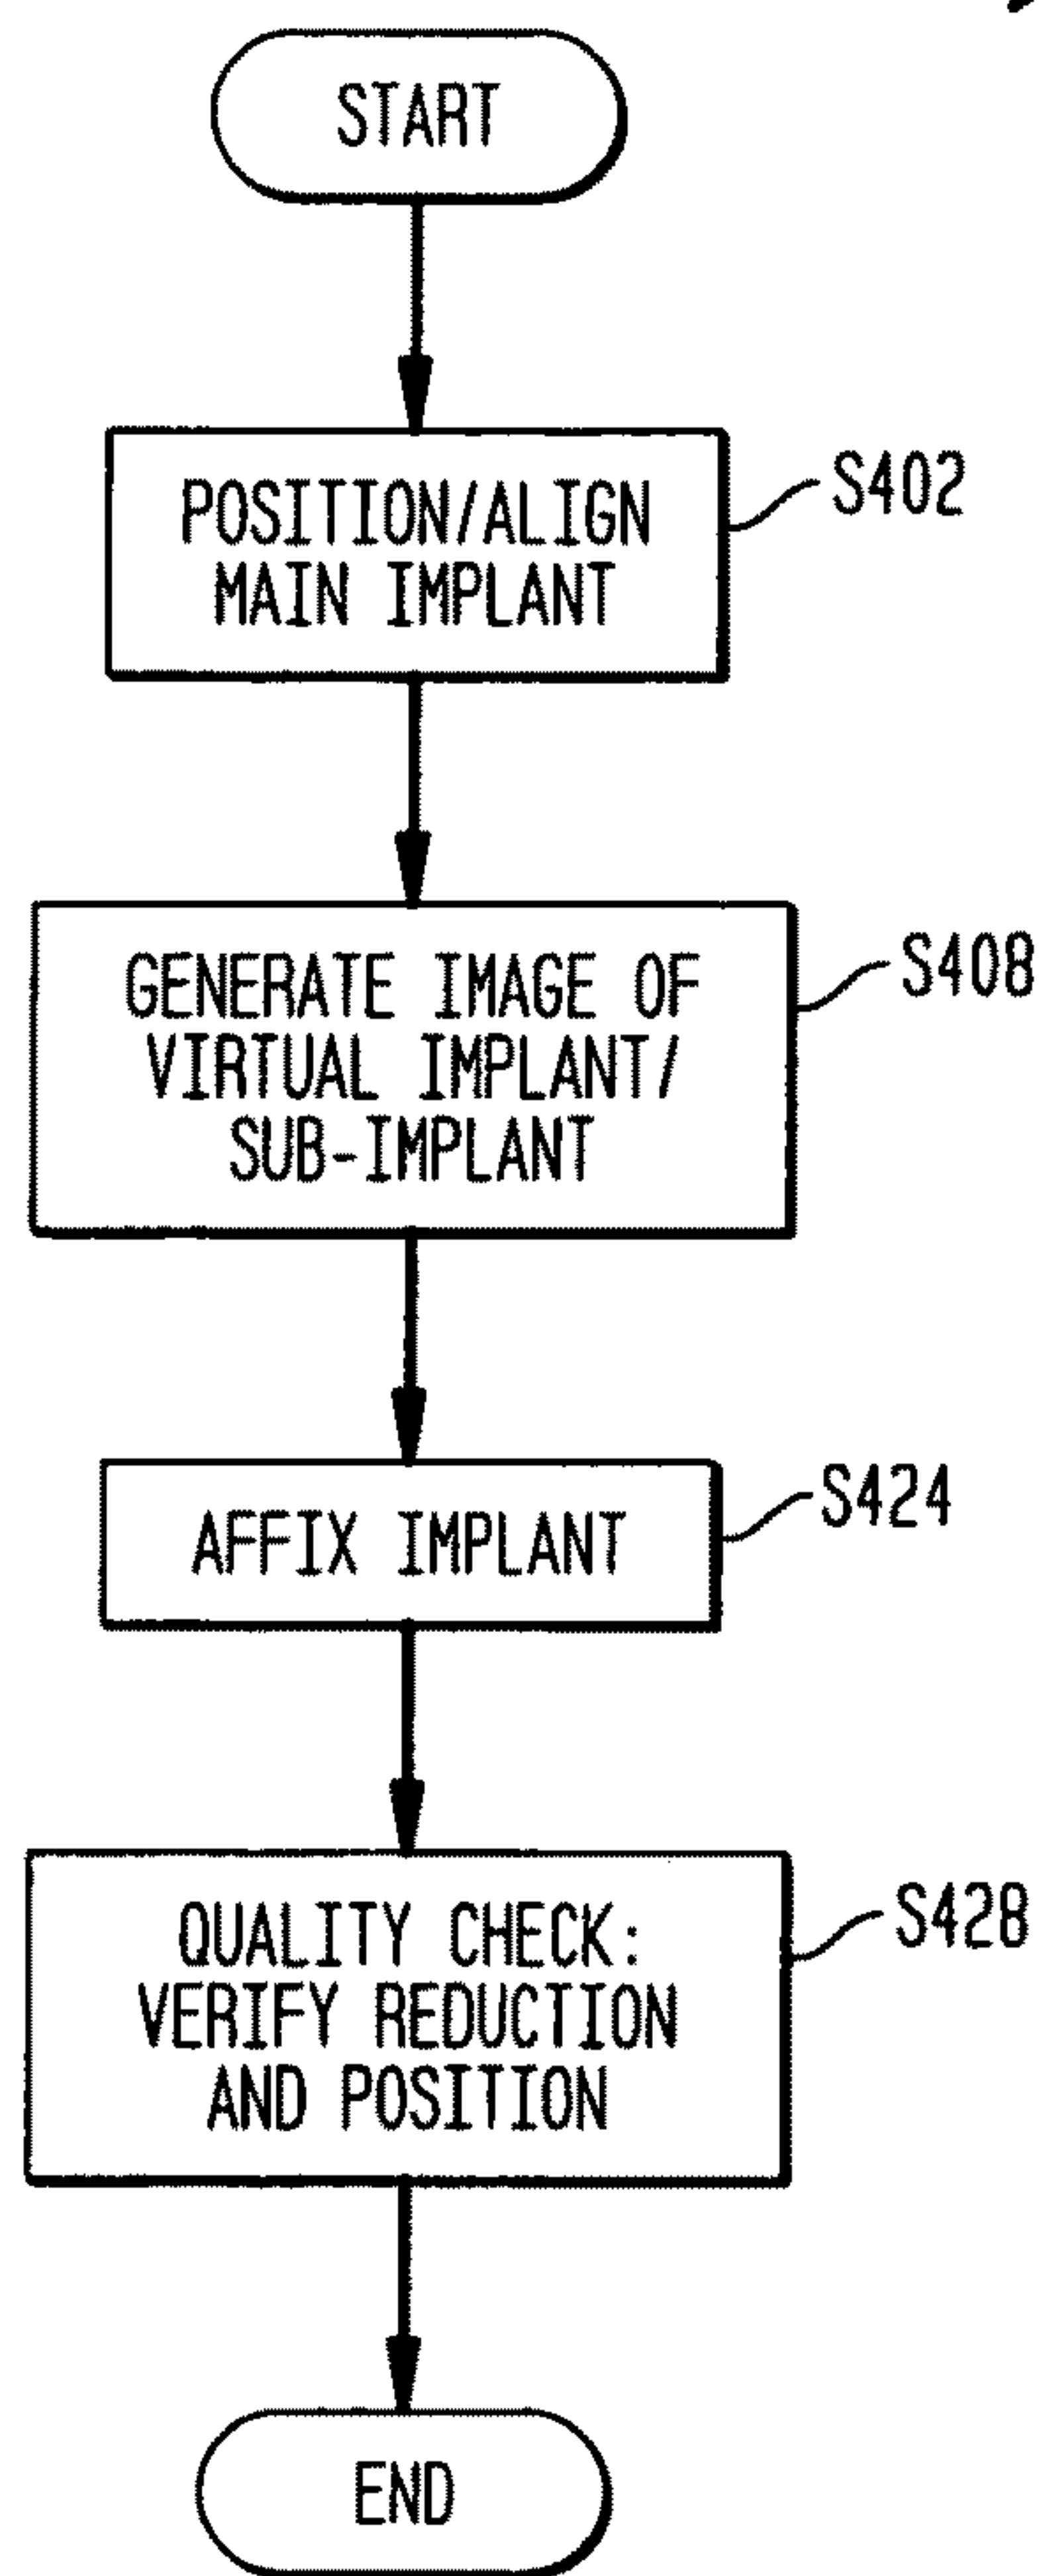 START
POSITION/ALIGN
MAIN IMPLANT
S402
GENERATE IMAGE OF
VIRTUAL IMPLANT/
SUB-IMPLANT
S408
AFFIX IMPLANT
S424
QUALITY CHECK:
VERIFY REDUCTION
AND POSITION
S428
END